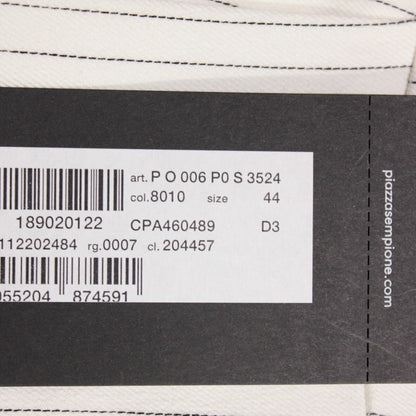 art. P O 006 P0 S 3524
col.8010 size 44
189020122 CPA460489 D3
112202484 rg.0007 cl.204457
055204 874591
piazzasempione.com